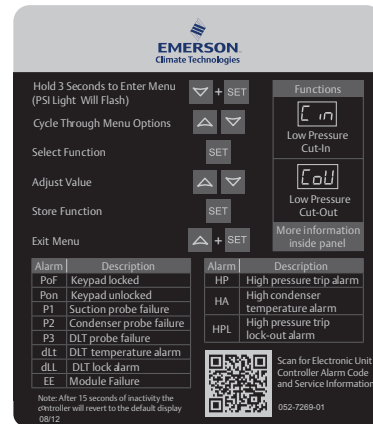 EMERSON
Climate Technologies
Hold 3 Seconds to Enter Menu
(PSI Light Will Flash)
+ SET
Cycle Through Menu Options
Select Function
SET
Adjust Value
Store Function
SET
Exit Menu
+ SET
Functions
C in
Low Pressure
Cut-In
CoU
Low Pressure
Cut-Out
More information
inside panel
Alarm Description
PoF Keypad locked
Pon Keypad unlocked
P1 Suction probe failure
P2 Condenser probe failure
P3 DLT probe failure
dLt DLT temperature alarm
dLL DLT lock alarm
EE Module Failure
Note: After 15 seconds of inactivity the
controller will revert to the default display
08/12
Alarm Description
HP High pressure trip alarm
HA High condenser
temperature alarm
HPL High pressure trip
lock-out alarm
Scan for Electronic Unit
Controller Alarm Code
and Service Information
052-7269-01